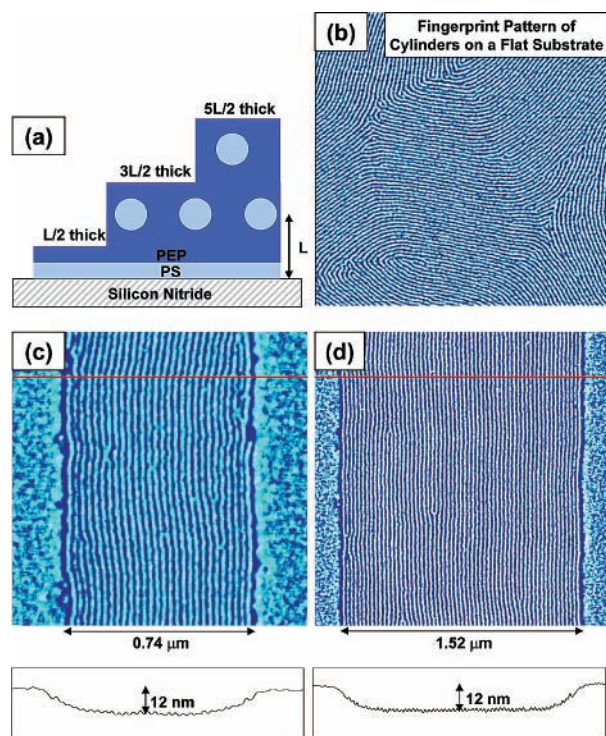 (a)
5L/2 thick
3L/2 thick
L/2 thick
L
PEP
PS
Silicon Nitride
(b)
Fingerprint Pattern of
Cylinders on a Flat Substrate
(c)
0.74 μm
12 nm
(d)
1.52 μm
12 nm